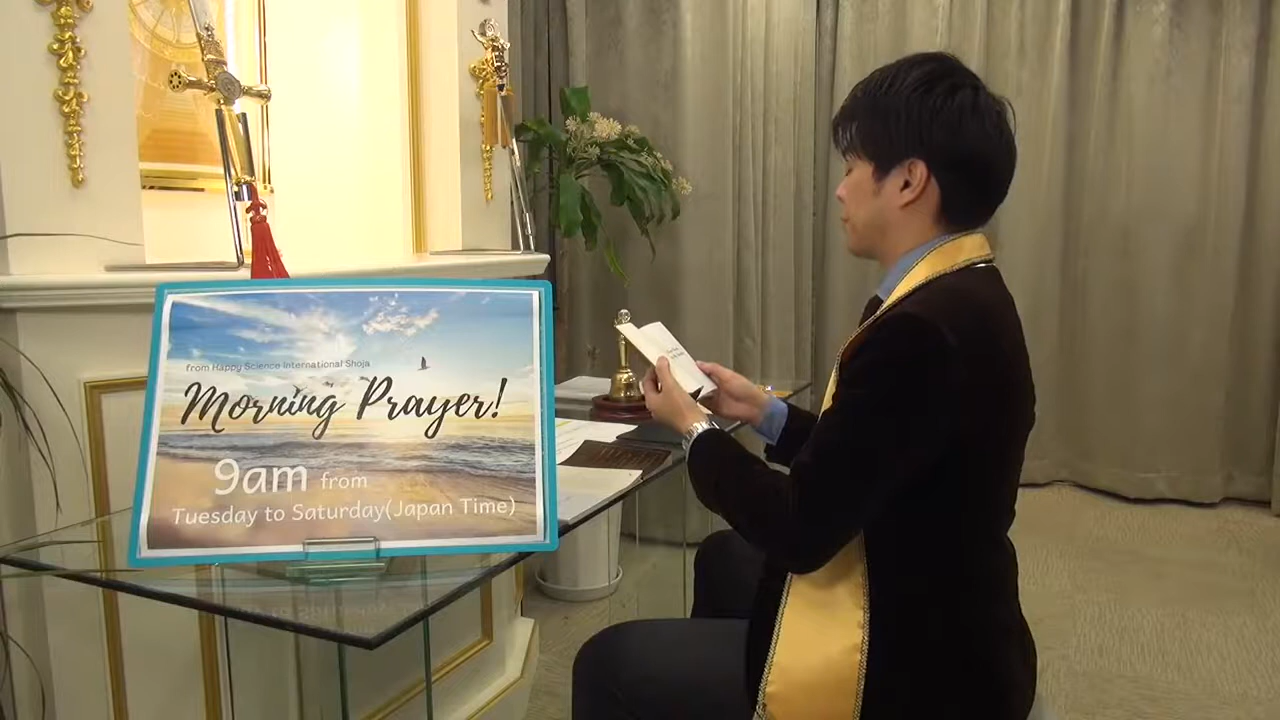 from Happy Science International Shoja
Morning Prayer!
9am from
Tuesday to Saturday(Japan Time)